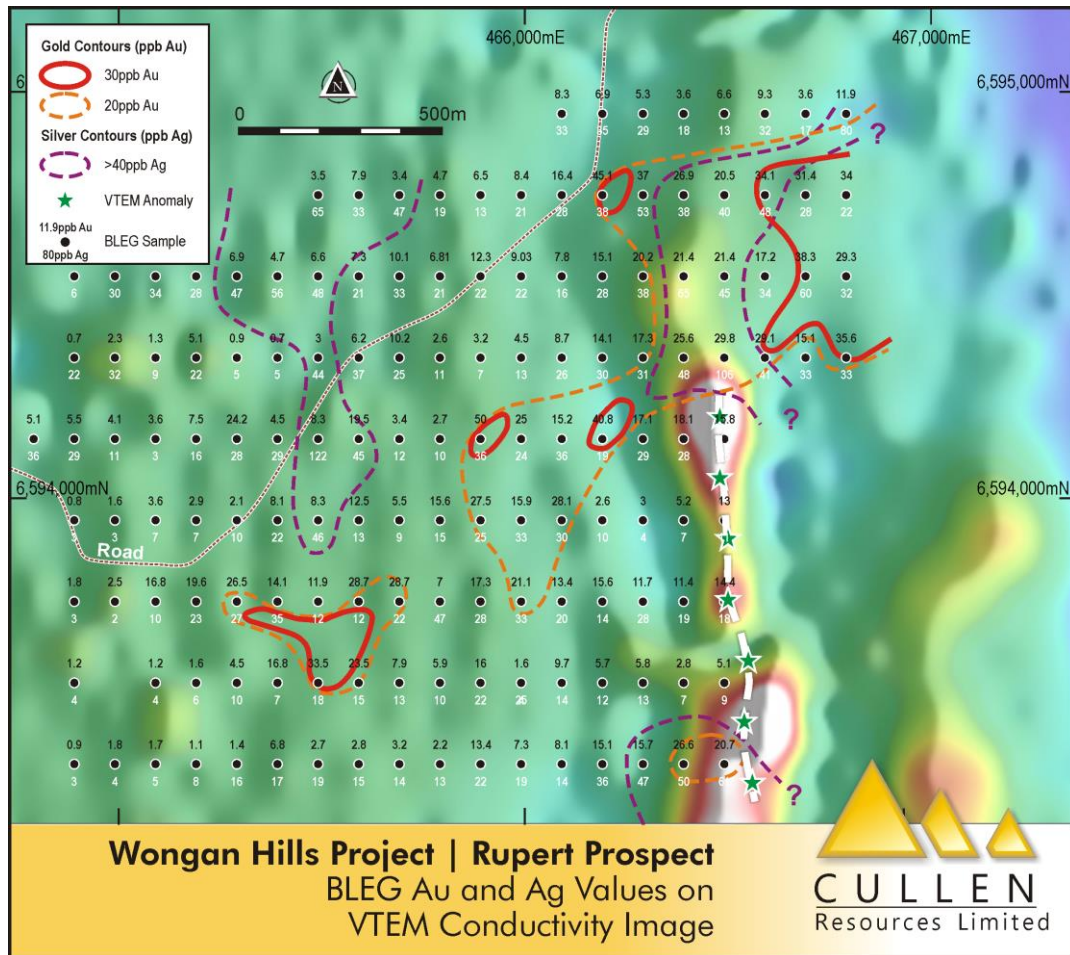 Gold Contours (ppb Au)
30ppb Au
20ppb Au
Silver Contours (ppb Ag)
>40ppb Ag
VTEM Anomaly
11.9ppb Au
BLEG Sample
80ppb Ag
N
0 500m
466,000mE 467,000mE
6,595,000mN
8.3 6.9 5.3 3.6 6.6 9.3 3.6 11.9
33 35 29 18 13 32 17 80
?
3.5 7.9 3.4 4.7 6.5 8.4 16.4 45.1 37 26.9 20.5 34.1 31.4 34
65 33 47 19 13 21 28 38 53 38 40 48 28 22
6.9 4.7 6.6 7.3 10.1 6.81 12.3 9.03 7.8 15.1 20.2 21.4 21.4 17.2 38.3 29.3
6 30 34 28 47 56 48 21 33 21 22 22 16 28 38 65 45 34 60 32
0.7 2.3 1.3 5.1 0.9 0.7 3 6.2 10.2 2.6 3.2 4.5 8.7 14.1 17.3 25.6 29.8 29.1 15.1 35.6
22 32 9 22 5 5 44 37 25 11 7 13 26 30 31 48 106 41 33 33
5.1 5.5 4.1 3.6 7.5 24.2 4.5 8.3 19.5 3.4 2.7 50 25 15.2 40.8 17.1 18.1 15.8
?
36 29 11 3 16 28 29 122 45 12 10 36 24 36 19 29 28
6,594,000mN 6,594,000mN
0.8 1.6 3.6 2.9 2.1 8.1 8.3 12.5 5.5 15.6 27.5 15.9 28.1 2.6 3 5.2 13
3 7 7 10 22 46 13 9 15 25 33 30 10 4 7
Road
1.8 2.5 16.8 19.6 26.5 14.1 11.9 28.7 28.7 7 17.3 21.1 13.4 15.6 11.7 11.4 14.4
3 2 10 23 27 35 12 12 22 47 28 33 20 14 28 19 18
1.2 1.2 1.6 4.5 16.8 33.5 23.5 7.9 5.9 16 1.6 9.7 5.7 5.8 2.8 5.1
4 4 6 10 7 18 15 13 10 22 14 12 13 7 9
0.9 1.8 1.7 1.1 1.4 6.8 2.7 2.8 3.2 2.2 13.4 7.3 8.1 15.1 15.7 26.6 20.7
3 4 5 8 16 17 19 15 14 13 22 19 14 36 47 50
?
Wongan Hills Project | Rupert Prospect
BLEG Au and Ag Values on
VTEM Conductivity Image
CULLEN
Resources Limited